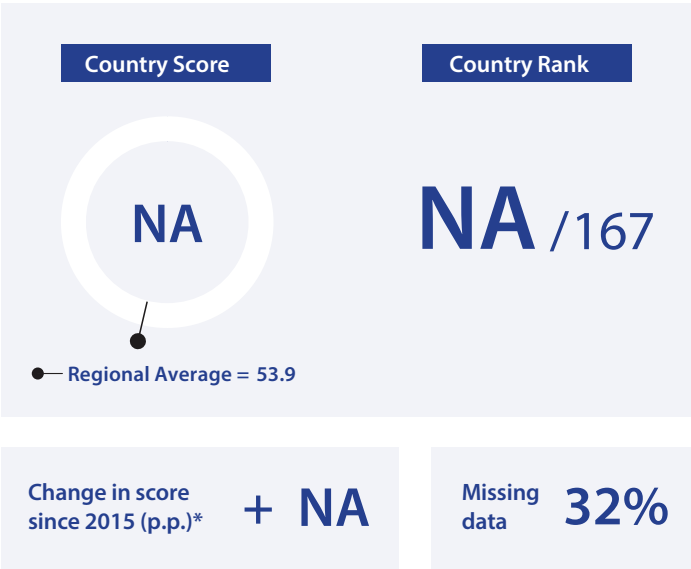 Country Score
Country Rank
NA
NA /167
Regional Average = 53.9
Change in score
since 2015 (p.p.)*
+ NA
Missing
data
32%